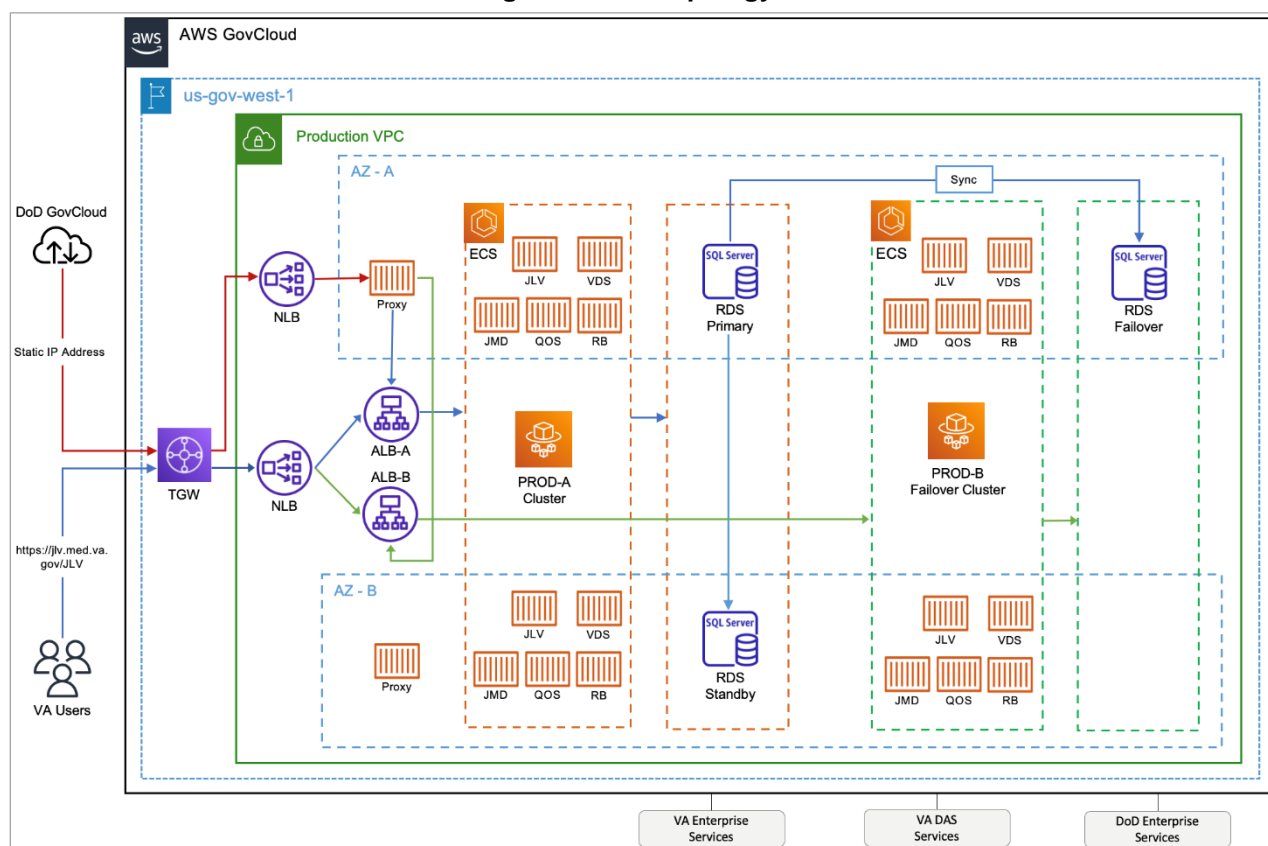 aws
AWS GovCloud
us-gov-west-1
Production VPC
AZ - A
Sync
DoD GovCloud
ECS
JLV
VDS
JMD
QOS
RB
SQL Server
RDS
Primary
ECS
JLV
VDS
JMD
QOS
RB
SQL Server
RDS
Failover
NLB
Proxy
Static IP Address
ALB-A
ALB-B
TGW
NLB
PROD-A
Cluster
PROD-B
Failover Cluster
https://jlv.med.va.
gov/JLV
VA Users
AZ - B
Proxy
JLV
VDS
JMD
QOS
RB
SQL Server
RDS
Standby
JLV
VDS
JMD
QOS
RB
VA Enterprise
Services
VA DAS
Services
DoD Enterprise
Services